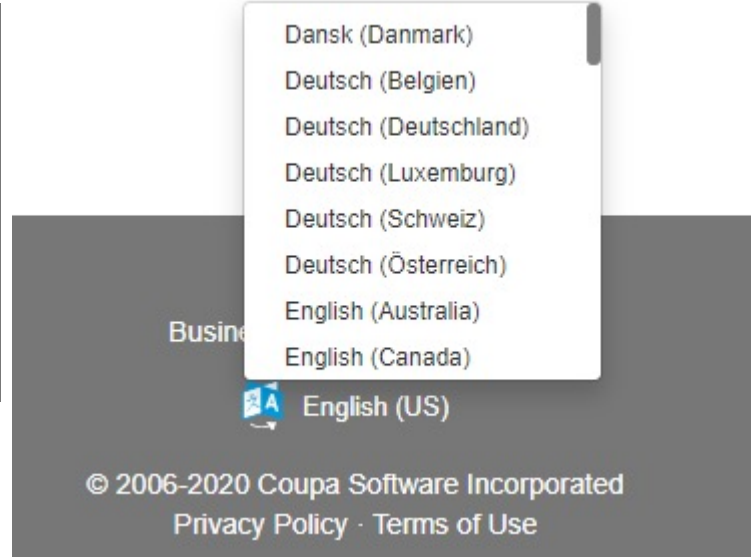 Dansk (Danmark)
Deutsch (Belgien)
Deutsch (Deutschland)
Deutsch (Luxemburg)
Deutsch (Schweiz)
Deutsch (Österreich)
English (Australia)
English (Canada)
English (US)
© 2006-2020 Coupa Software Incorporated
Privacy Policy · Terms of Use